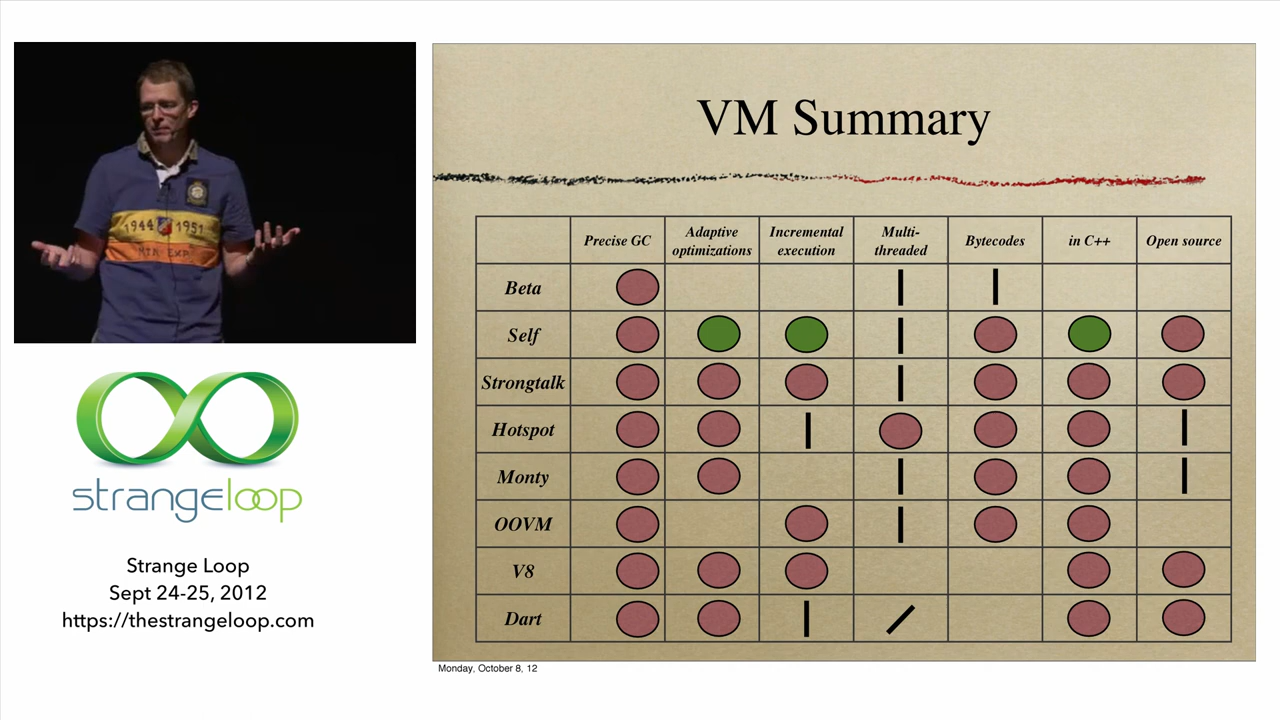 1944 1951
MTR EXP.
strangeloop
Strange Loop
Sept 24-25, 2012
https://thestrangeloop.com
VM Summary
Precise GC
Adaptive
optimizations
Incremental
execution
Multi-
threaded
Bytecodes
in C++
Open source
Beta
Self
Strongtalk
Hotspot
Monty
OOVM
V8
Dart
Monday, October 8, 12